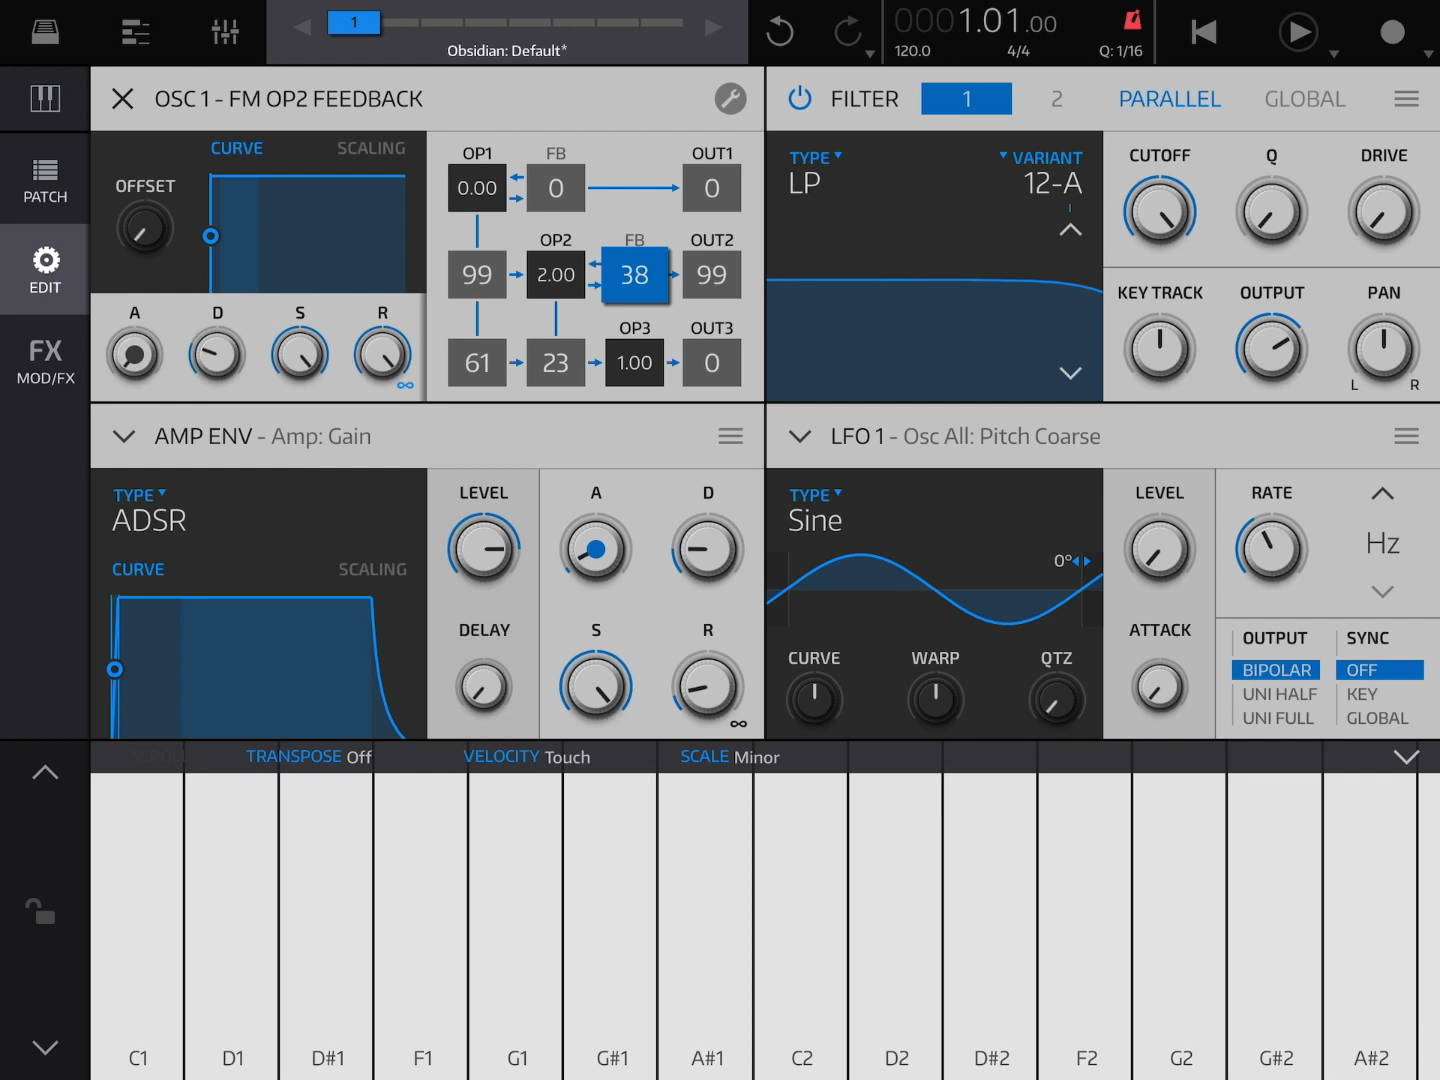 1
Obsidian: Default*
0001.01.00
120.0 4/4 Q: 1/16
OSC 1 - FM OP2 FEEDBACK
FILTER 1 2 PARALLEL GLOBAL
PATCH
EDIT
FX
MOD/FX
CURVE SCALING
OFFSET
A D S R
∞
OP1 FB OUT1
0.00 0 0
OP2 FB OUT2
99 2.00 38 99
OP3 OUT3
61 23 1.00 0
TYPE VARIANT
LP 12-A
CUTOFF Q DRIVE
KEY TRACK OUTPUT PAN
L R
AMP ENV - Amp: Gain
TYPE
ADSR
CURVE SCALING
LEVEL A D
DELAY S R
∞
LFO 1 - Osc All: Pitch Coarse
TYPE
Sine
0°
CURVE WARP QTZ
LEVEL RATE
Hz
ATTACK
OUTPUT SYNC
BIPOLAR OFF
UNI HALF KEY
UNI FULL GLOBAL
SCROLL TRANSPOSE Off VELOCITY Touch SCALE Minor
C1 D1 D#1 F1 G1 G#1 A#1 C2 D2 D#2 F2 G2 G#2 A#2